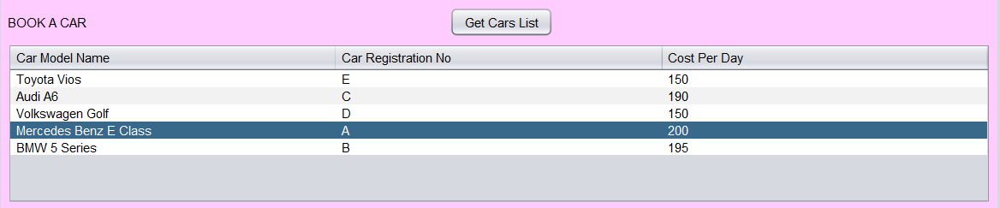 BOOK A CAR Get Cars List
Car Model Name Car Registration No Cost Per Day
Toyota Vios E 150
Audi A6 C 190
Volkswagen Golf D 150
Mercedes Benz E Class A 200
BMW 5 Series B 195